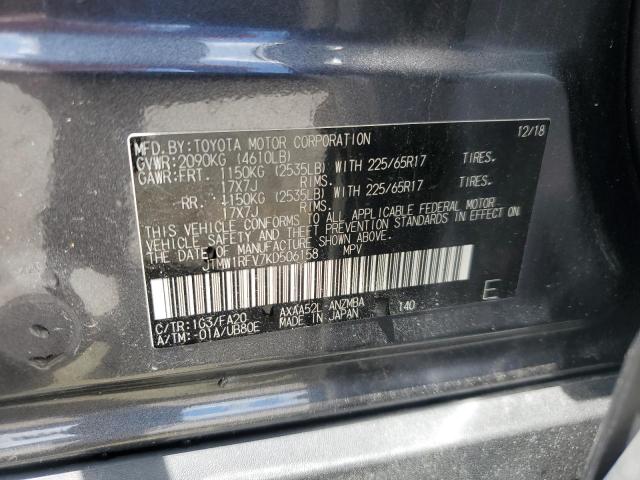 MFD.BY:TOYOTA MOTOR CORPORATION 12/18
GVWR:2090KG (4610LB)
GAWR:FRT. 1150KG (2535LB) WITH 225/65R17 TIRES.
17X7J RIMS.
RR. 1150KG (2535LB) WITH 225/65R17 TIRES.
17X7J RIMS.
THIS VEHICLE CONFORMS TO ALL APPLICABLE FEDERAL MOTOR
VEHICLE SAFETY AND THEFT PREVENTION STANDARDS IN EFFECT ON
THE DATE OF MANUFACTURE SHOWN ABOVE.
JTMW1RFV7KD506158 MPV
C/TR:1G3/FA20 AXAA52L-ANZMBA 140 E
A/TM:-01A/UB80E MADE IN JAPAN